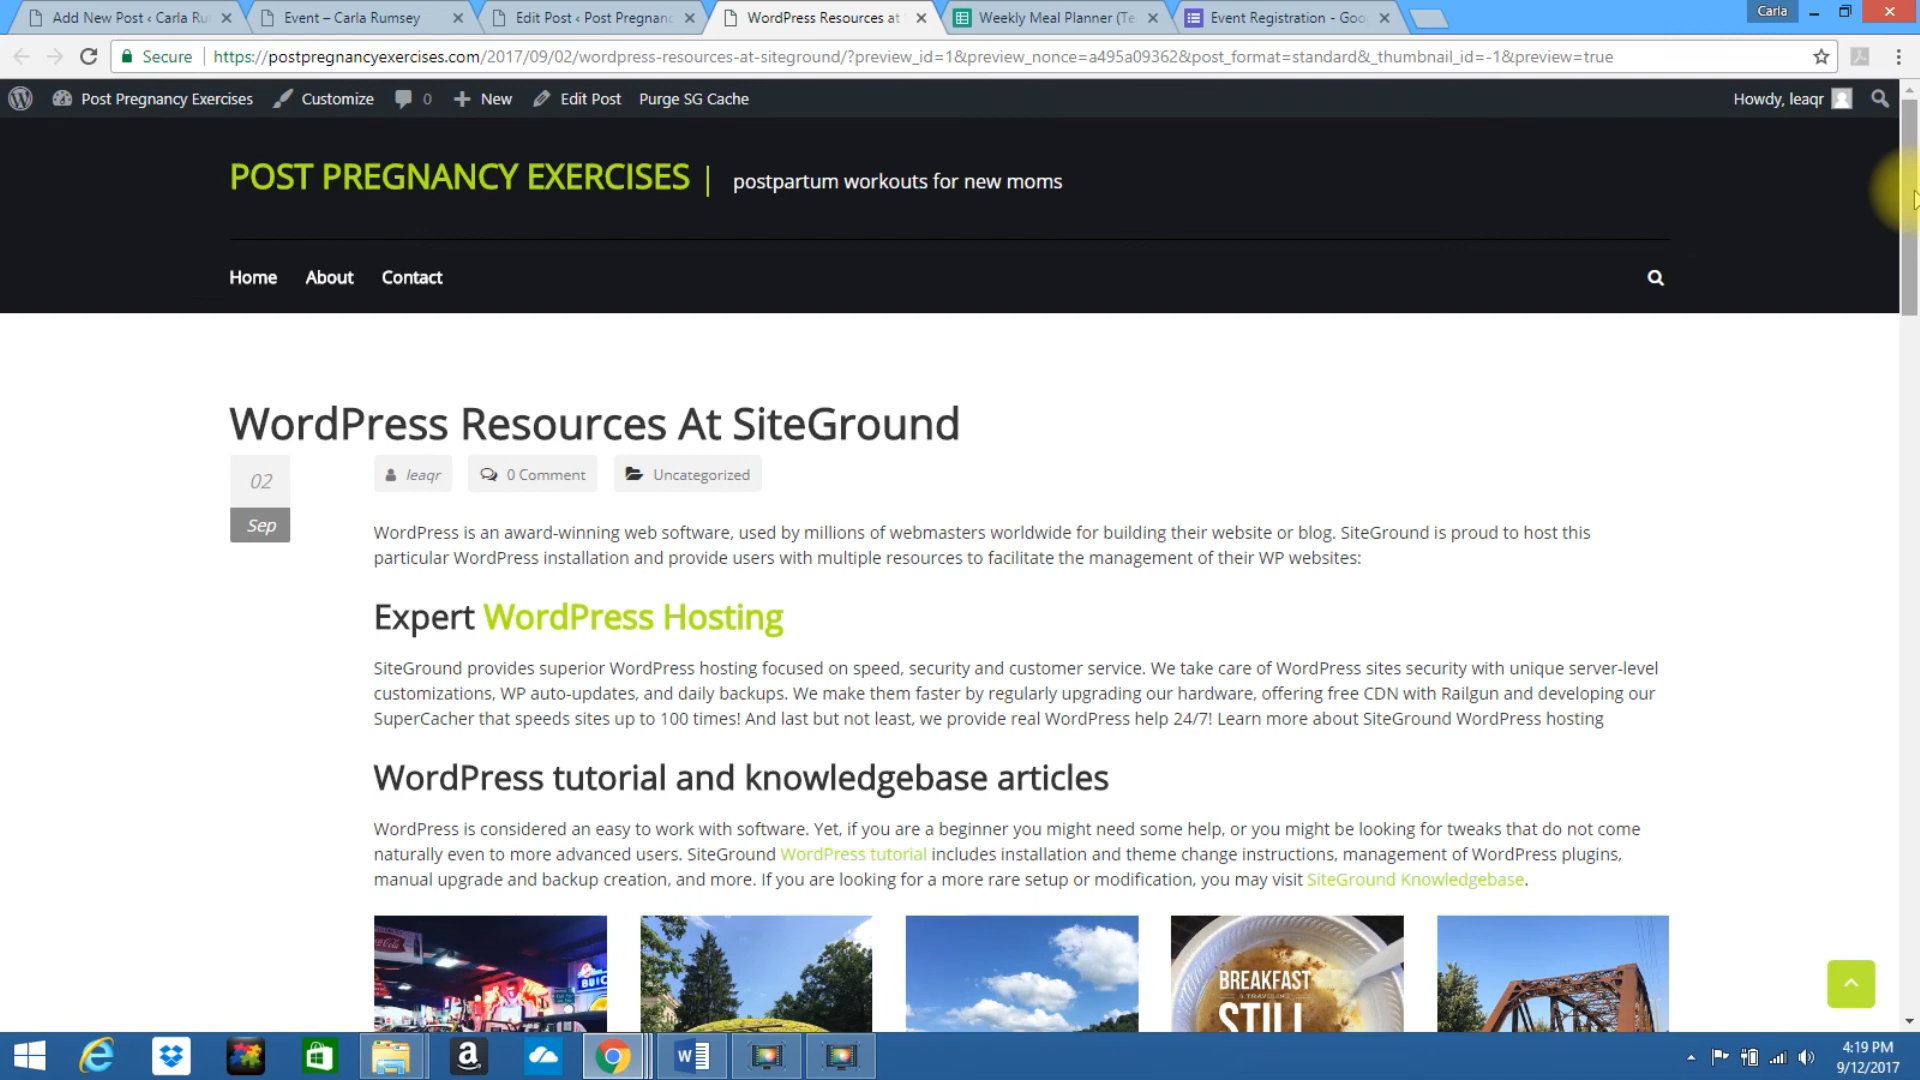 Add New Post ‹ Carla Ru
Event – Carla Rumsey
Edit Post ‹ Post Pregnanc
WordPress Resources at
Weekly Meal Planner (Te
Event Registration - Goo
Carla
Secure
https://postpregnancyexercises.com/2017/09/02/wordpress-resources-at-siteground/?preview_id=1&preview_nonce=a495a09362&post_format=standard&_thumbnail_id=-1&preview=true
Post Pregnancy Exercises
Customize
0
New
Edit Post
Purge SG Cache
Howdy, leaqr
POST PREGNANCY EXERCISES | postpartum workouts for new moms
Home
About
Contact
WordPress Resources At SiteGround
02
Sep
leaqr
0 Comment
Uncategorized
WordPress is an award-winning web software, used by millions of webmasters worldwide for building their website or blog. SiteGround is proud to host this
particular WordPress installation and provide users with multiple resources to facilitate the management of their WP websites:
Expert WordPress Hosting
SiteGround provides superior WordPress hosting focused on speed, security and customer service. We take care of WordPress sites security with unique server-level
customizations, WP auto-updates, and daily backups. We make them faster by regularly upgrading our hardware, offering free CDN with Railgun and developing our
SuperCacher that speeds sites up to 100 times! And last but not least, we provide real WordPress help 24/7! Learn more about SiteGround WordPress hosting
WordPress tutorial and knowledgebase articles
WordPress is considered an easy to work with software. Yet, if you are a beginner you might need some help, or you might be looking for tweaks that do not come
naturally even to more advanced users. SiteGround WordPress tutorial includes installation and theme change instructions, management of WordPress plugins,
manual upgrade and backup creation, and more. If you are looking for a more rare setup or modification, you may visit SiteGround Knowledgebase.
Coca-Cola
BUIC
BREAKFAST
& TRAVELING
STILL
4:19 PM
9/12/2017